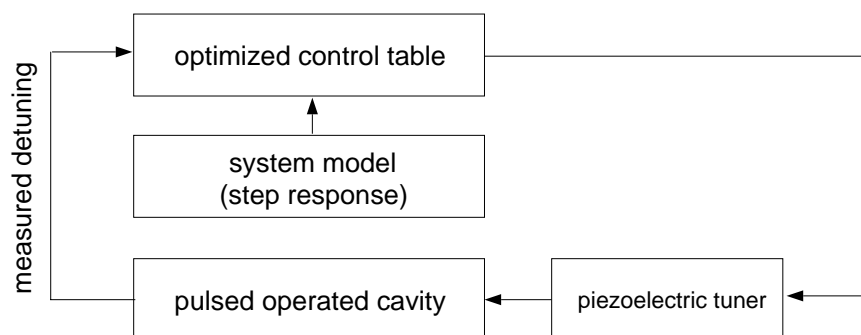 optimized control table
measured detuning
system model
(step response)
pulsed operated cavity
piezoelectric tuner